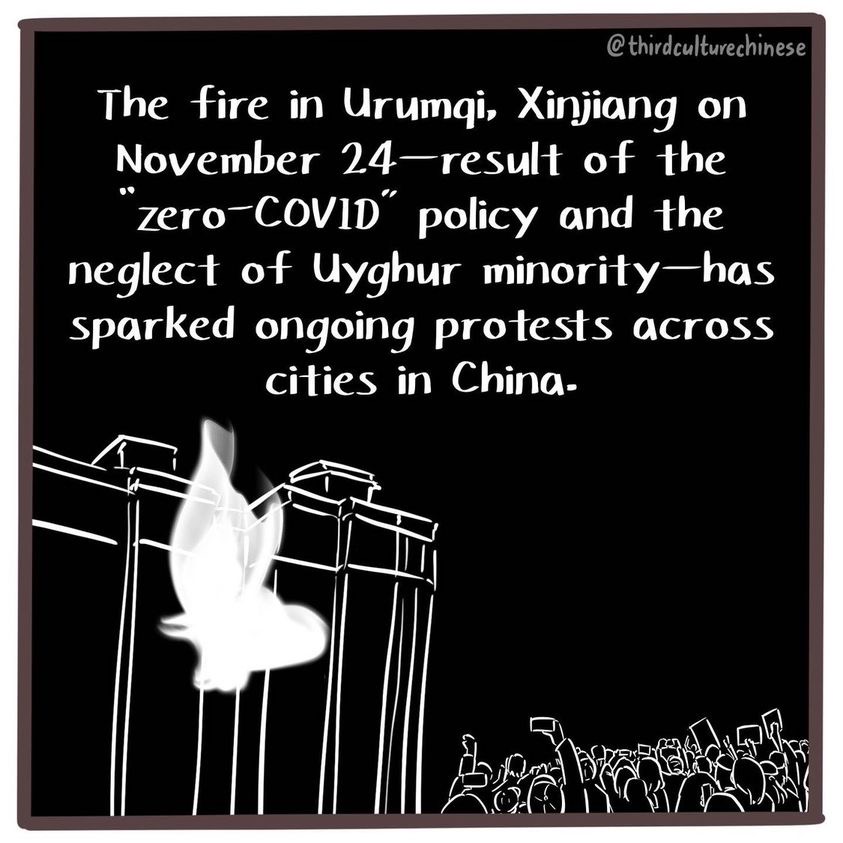 @thirdculturechinese
The fire in Urumqi, Xinjiang on
November 24—result of the
"zero-COVID" policy and the
neglect of Uyghur minority—has
sparked ongoing protests across
cities in China.